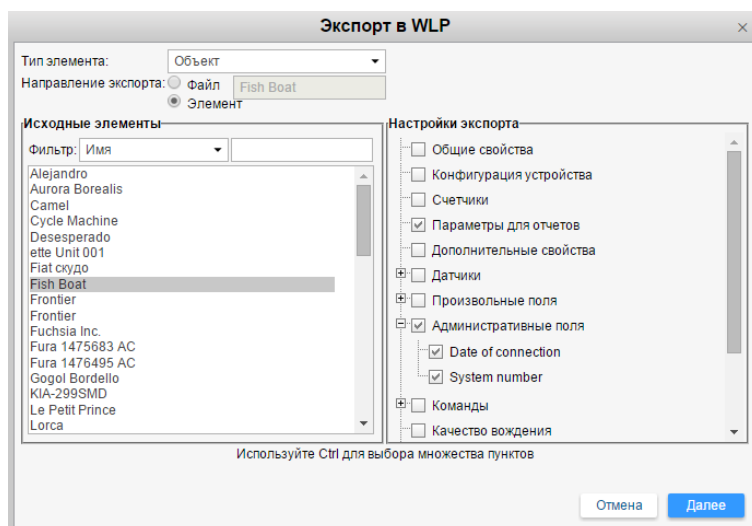 Экспорт в WLP
Тип элемента: Объект
Направление экспорта: Файл Fish Boat
Элемент
Исходные элементы
Фильтр: Имя
Alejandro
Aurora Borealis
Camel
Cycle Machine
Desesperado
ette Unit 001
Fiat скудо
Fish Boat
Frontier
Frontier
Fuchsia Inc.
Fura 1475683 AC
Fura 1476495 AC
Gogol Bordello
KIA-299SMD
Le Petit Prince
Lorca
Настройки экспорта
Общие свойства
Конфигурация устройства
Счетчики
Параметры для отчетов
Дополнительные свойства
Датчики
Произвольные поля
Административные поля
Date of connection
System number
Команды
Качество вождения
Используйте Ctrl для выбора множества пунктов
Отмена Далее